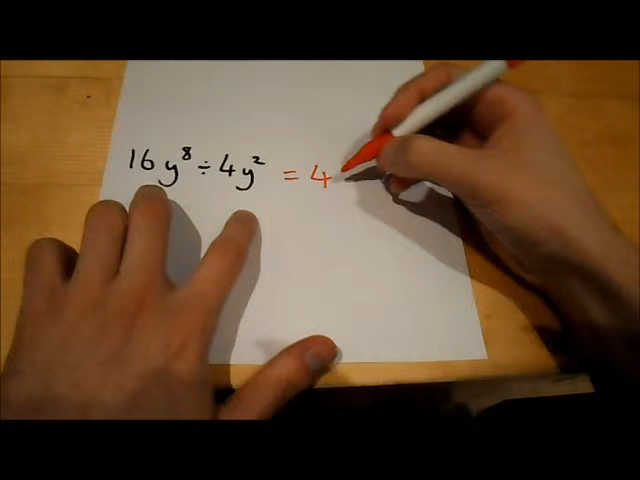 16y⁸ ÷ 4y² = 4